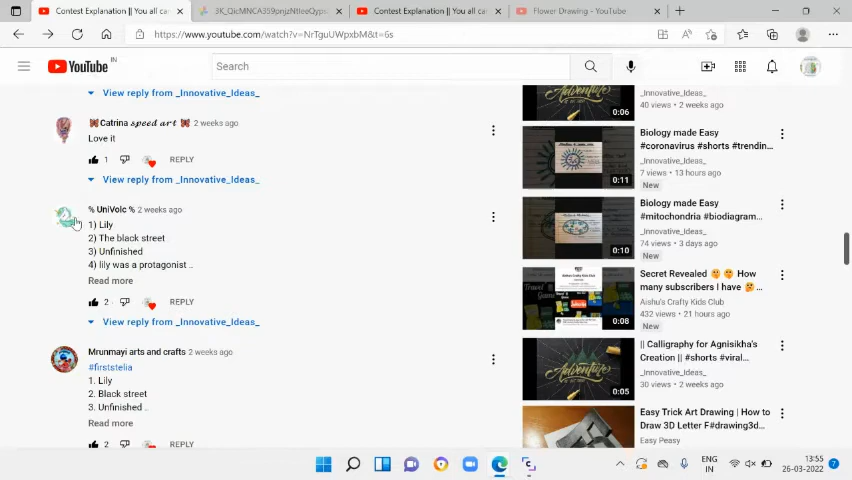 Contest Explanation || You all ca
3K_QicMNCA359pnjzN1IeeQypu
Contest Explanation || You all ca
Flower Drawing - YouTube
https://www.youtube.com/watch?v=NrTguUWpxbM&t=6s
YouTube IN
Search
View reply from _Innovative_Ideas_
🦋Catrina 𝓼𝓹𝓮𝓮𝓭 𝓪𝓻𝓽 🦋 2 weeks ago
Love it
1 REPLY
View reply from _Innovative_Ideas_
% UniVolc % 2 weeks ago
1) Lily
2) The black street
3) Unfinished
4) lily was a protagonist ..
Read more
2 REPLY
View reply from _Innovative_Ideas_
Mrunmayi arts and crafts 2 weeks ago
#firststelia
1. Lily
2. Black street
3. Unfinished ..
Read more
2 REPLY
0:06
_Innovative_Ideas_
40 views • 2 weeks ago
0:11
Biology made Easy
#coronavirus #shorts #trendin...
_Innovative_Ideas_
7 views • 13 hours ago
New
0:10
Biology made Easy
#mitochondria #biodiagram...
_Innovative_Ideas_
74 views • 3 days ago
New
0:08
Secret Revealed 🤫 🤫 How
many subscribers I have 🤔...
Aishu's Crafty Kids Club
432 views • 21 hours ago
New
0:05
|| Calligraphy for Agnisikha's
Creation || #shorts #viral...
_Innovative_Ideas_
30 views • 2 weeks ago
Easy Trick Art Drawing | How to
Draw 3D Letter F#drawing3d...
Easy Peasy
ENG
IN
13:55
26-03-2022
7